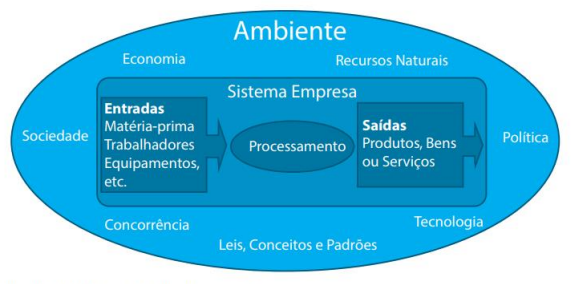 Ambiente
Economia
Recursos Naturais
Sistema Empresa
Entradas
Matéria-prima
Trabalhadores
Equipamentos,
etc.
Processamento
Saídas
Produtos, Bens
ou Serviços
Sociedade
Política
Concorrência
Tecnologia
Leis, Conceitos e Padrões